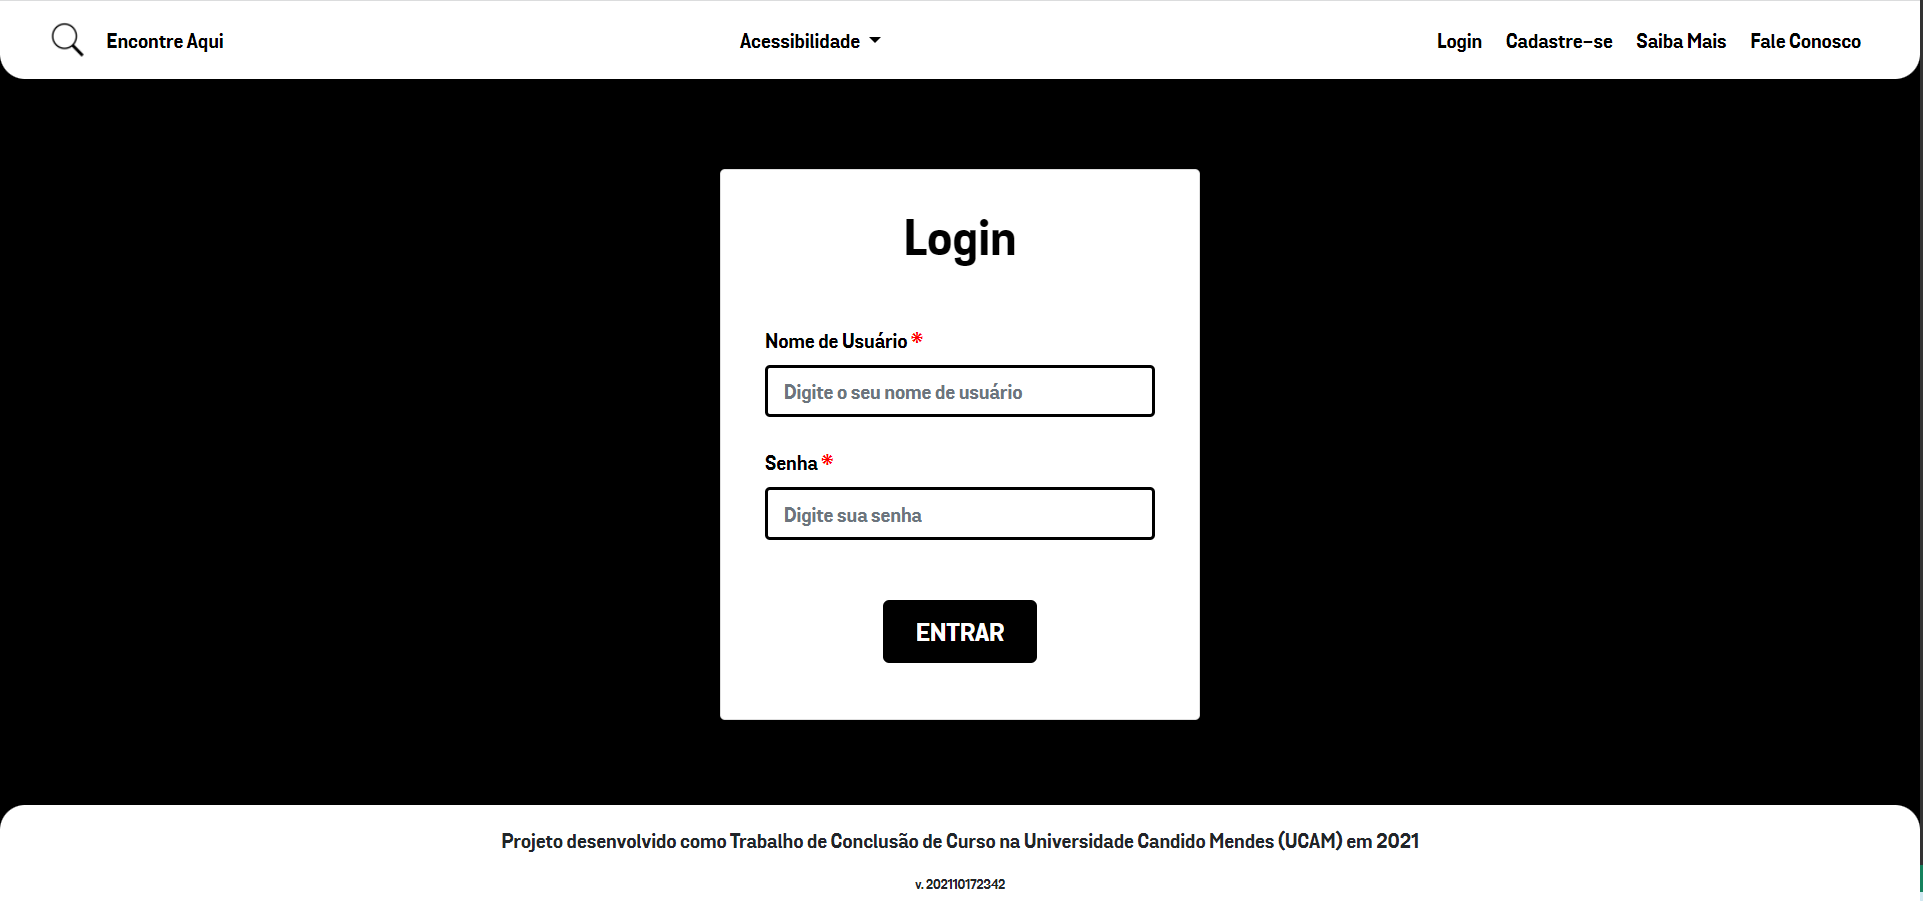 Encontre Aqui
Acessibilidade
Login Cadastre-se Saiba Mais Fale Conosco
Login
Nome de Usuário *
Digite o seu nome de usuário
Senha *
Digite sua senha
ENTRAR
Projeto desenvolvido como Trabalho de Conclusão de Curso na Universidade Candido Mendes (UCAM) em 2021
v. 202110172342